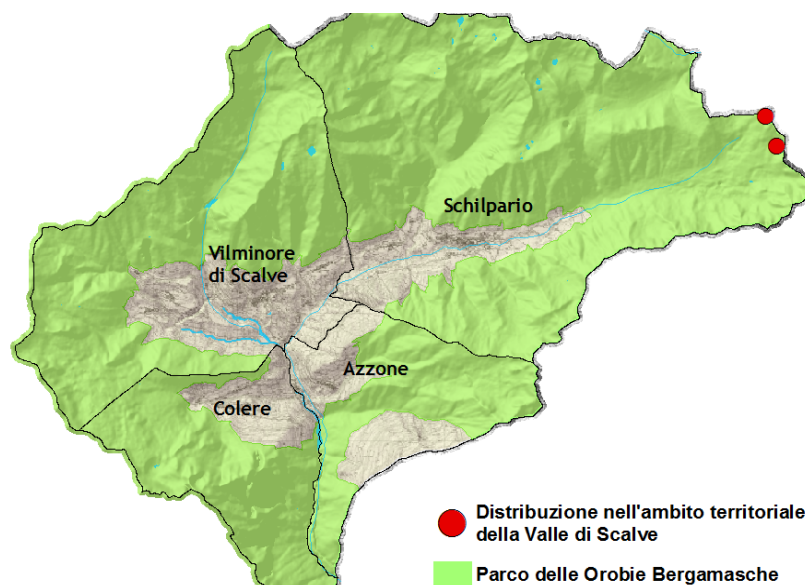 Schilpario
Vilminore
di Scalve
Azzone
Colere
Distribuzione nell'ambito territoriale
della Valle di Scalve
Parco delle Orobie Bergamasche